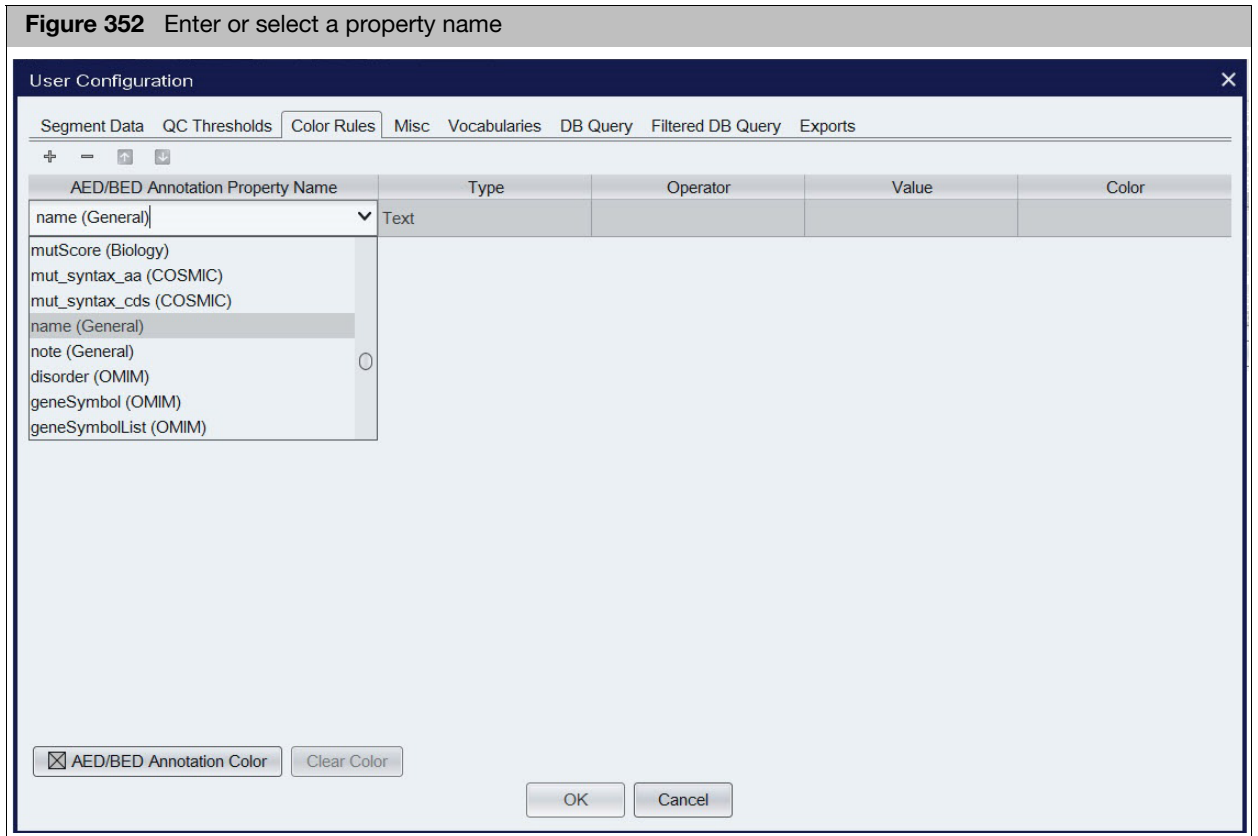 Figure 352 Enter or select a property name
User Configuration
Segment Data QC Thresholds Color Rules Misc Vocabularies DB Query Filtered DB Query Exports
AED/BED Annotation Property Name Type Operator Value Color
name (General) Text
mutScore (Biology)
mut_syntax_aa (COSMIC)
mut_syntax_cds (COSMIC)
name (General)
note (General)
disorder (OMIM)
geneSymbol (OMIM)
geneSymbolList (OMIM)
AED/BED Annotation Color Clear Color
OK Cancel